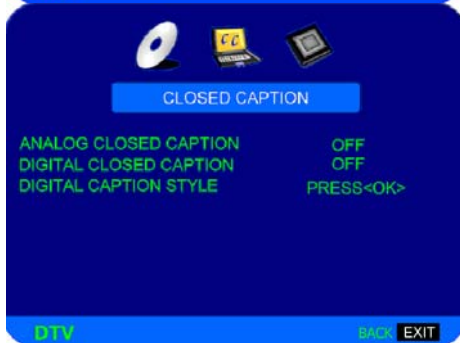 CC
CLOSED CAPTION
ANALOG CLOSED CAPTION OFF
DIGITAL CLOSED CAPTION OFF
DIGITAL CAPTION STYLE PRESS<OK>
DTV BACK EXIT